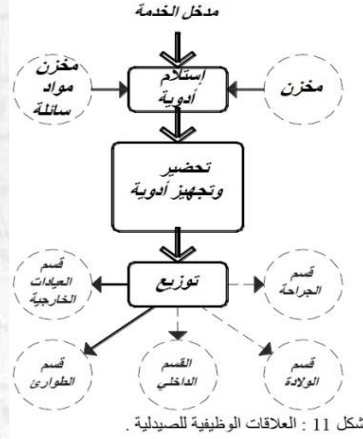 مدخل الخدمة
مخزن
مواد
سائلة
إستلام
أدوية
مخزن
تحضير
وتجهيز أدوية
قسم
العيادات
الخارجية
توزيع
قسم
الجراحة
قسم
الطوارئ
القسم
الداخلي
قسم
الولادة
شكل 11 : العلاقات الوظيفية للصيدلية .